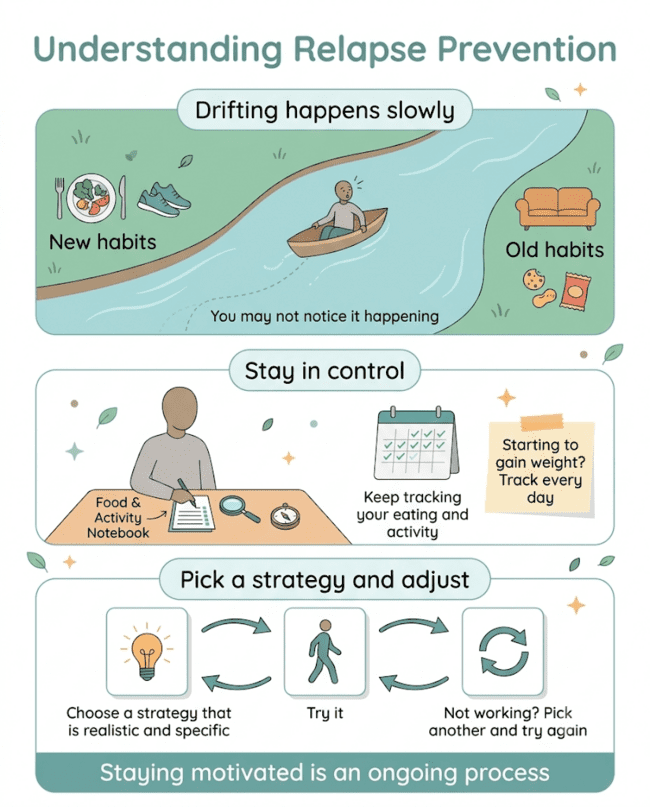 Understanding Relapse Prevention
Drifting happens slowly
New habits
Old habits
You may not notice it happening
Stay in control
Food &
Activity
Notebook
Keep tracking
your eating and
activity
Starting to
gain weight?
Track every
day
Pick a strategy and adjust
Choose a strategy that
is realistic and specific
Try it
Not working? Pick
another and try again
Staying motivated is an ongoing process